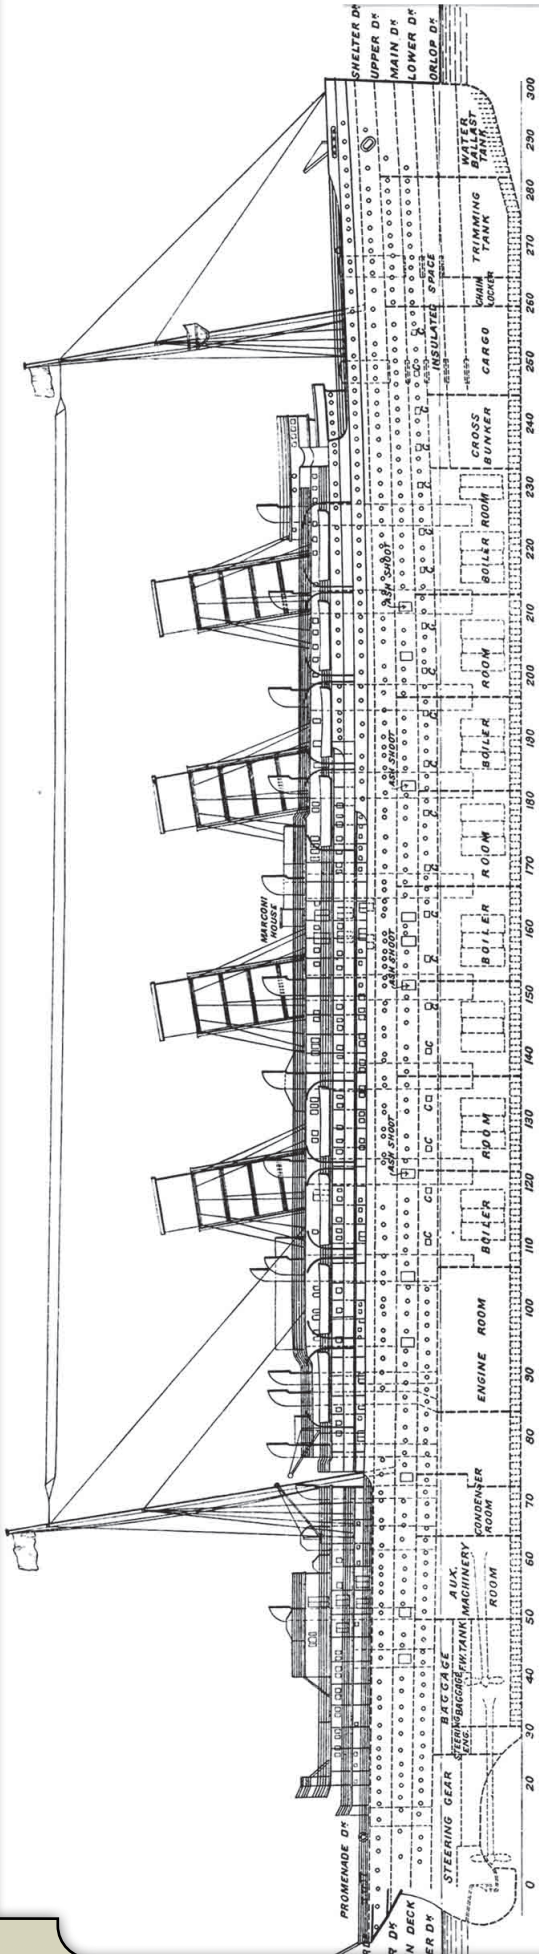 SHELTER DK
UPPER DK
MAIN DK
LOWER DK
ORLOP DK
WATER
BALLAST
TANK
TRIMMING
TANK
CHAIN
LOCKER
INSULATED SPACE
CARGO
CROSS
BUNKER
BOILER ROOM
ASH SHOOT
BOILER ROOM
ASH SHOOT
MARCONI
HOUSE
BOILER ROOM
ASH SHOOT
BOILER ROOM
ASH SHOOT
ENGINE ROOM
CONDENSER
ROOM
AUX.
MACHINERY
ROOM
BAGGAGE
F.W. TANK
BAGGAGE
STEERING
ENG.
STEERING GEAR
PROMENADE DK
R DK
N DECK
ER DK
0 20 30 40 50 60 70 80 90 100 110 120 130 140 150 160 170 180 190 200 210 220 230 240 250 260 270 280 290 300